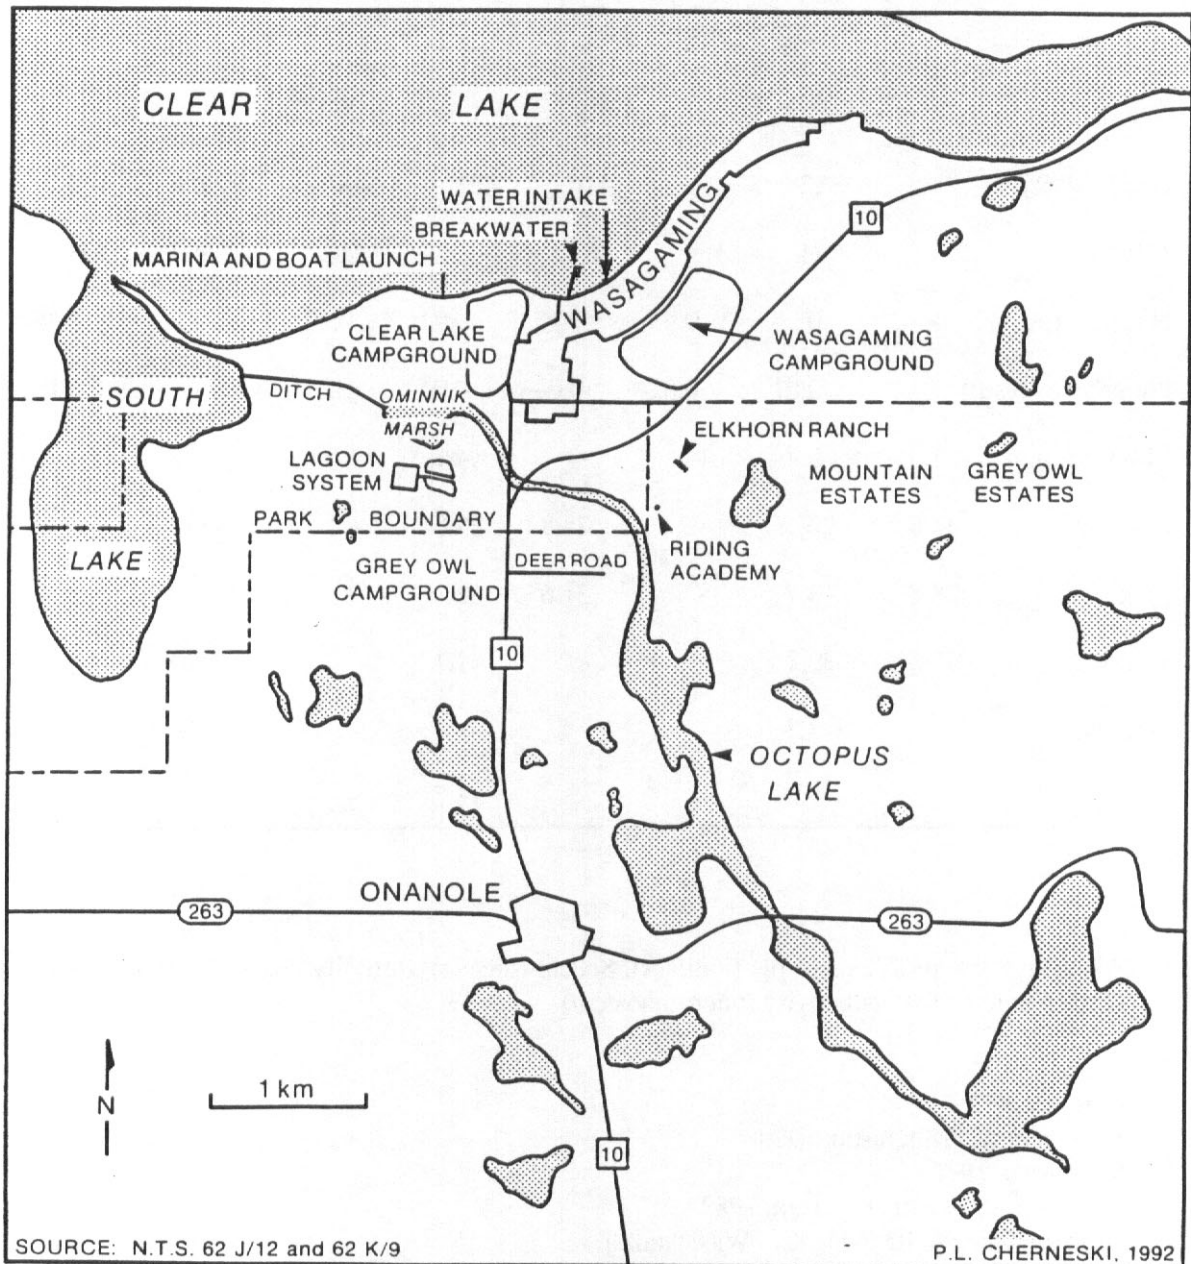 CLEAR LAKE
WATER INTAKE
BREAKWATER
WASAGAMING
10
MARINA AND BOAT LAUNCH
CLEAR LAKE
CAMPGROUND
WASAGAMING
CAMPGROUND
SOUTH
DITCH
OMINNIK
MARSH
ELKHORN RANCH
LAGOON
SYSTEM
MOUNTAIN
ESTATES
GREY OWL
ESTATES
PARK BOUNDARY
LAKE
GREY OWL
CAMPGROUND
DEER ROAD
RIDING
ACADEMY
10
OCTOPUS
LAKE
ONANOLE
263
263
N
1 km
10
SOURCE: N.T.S. 62 J/12 and 62 K/9
P.L. CHERNESKI, 1992